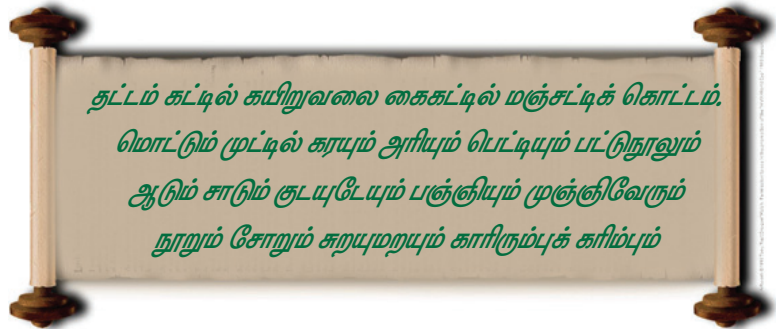 தட்டம் கட்டில் கயிறுவலை கைகட்டில் மஞ்சட்டிக் கொட்டம்.
மொட்டும் முட்டில் கரயும் அரியும் பெட்டியும் பட்டுநூலும்
ஆடும் சாடும் குடயுடேயும் பஞ்ஞியும் முஞ்ஞிவேரும்
நூறும் சோறும் சுறயுமறயும் காரிரும்புக் கரிம்பும்